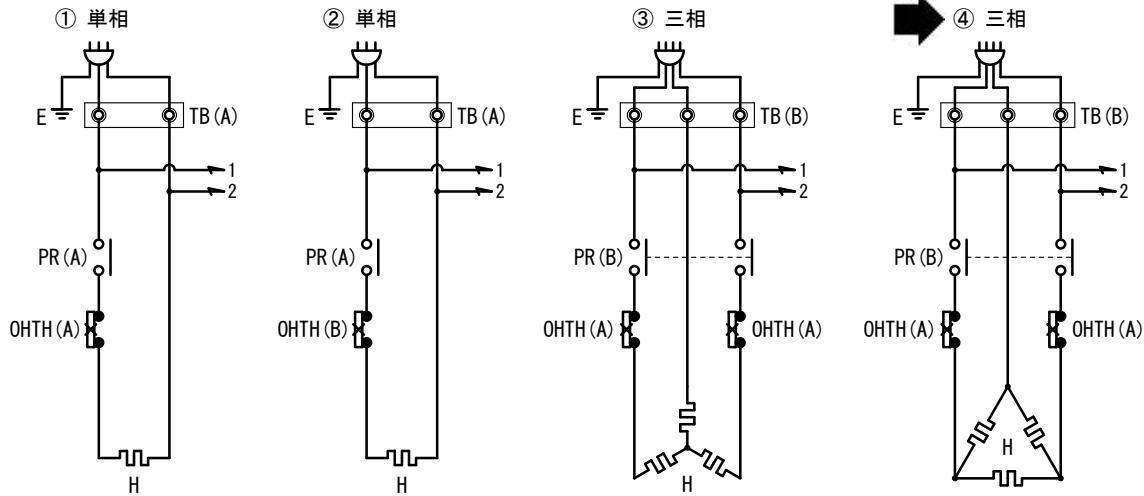 ① 単相
② 単相
③ 三相
④ 三相
E
TB(A)
E
TB(A)
E
TB(B)
E
TB(B)
1
2
1
2
1
2
1
2
PR(A)
PR(A)
PR(B)
PR(B)
OHTH(A)
OHTH(B)
OHTH(A)
OHTH(A)
OHTH(A)
OHTH(A)
H
H
H
H